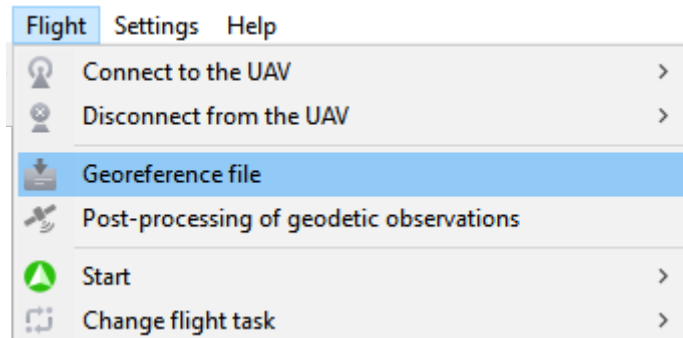 Flight Settings Help
Connect to the UAV
Disconnect from the UAV
Georeference file
Post-processing of geodetic observations
Start
Change flight task